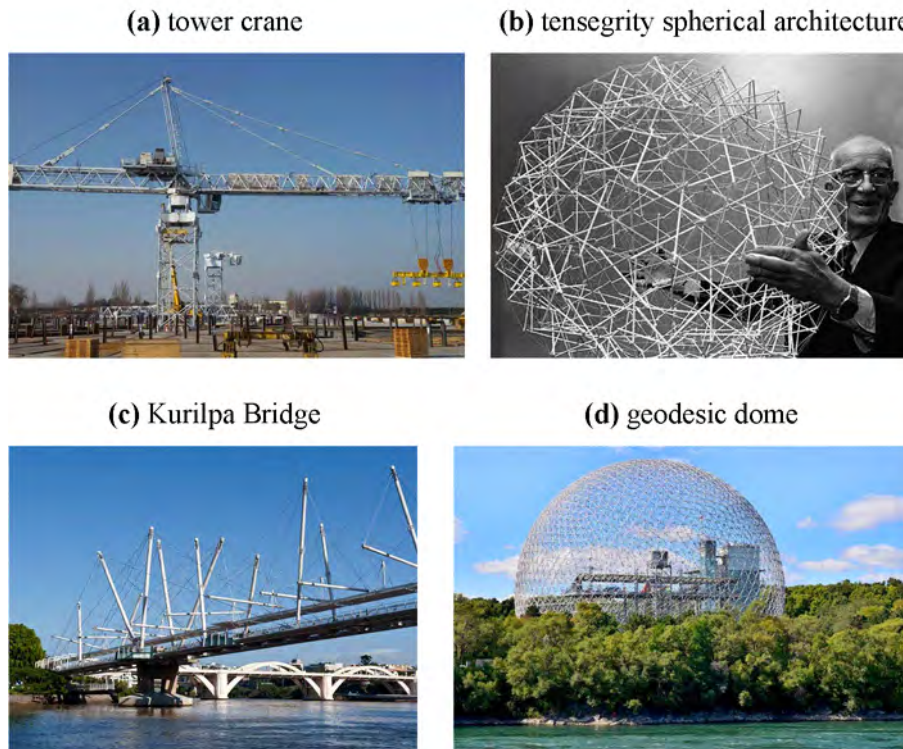 (a) tower crane
(b) tensegrity spherical architecture
(c) Kurilpa Bridge
(d) geodesic dome